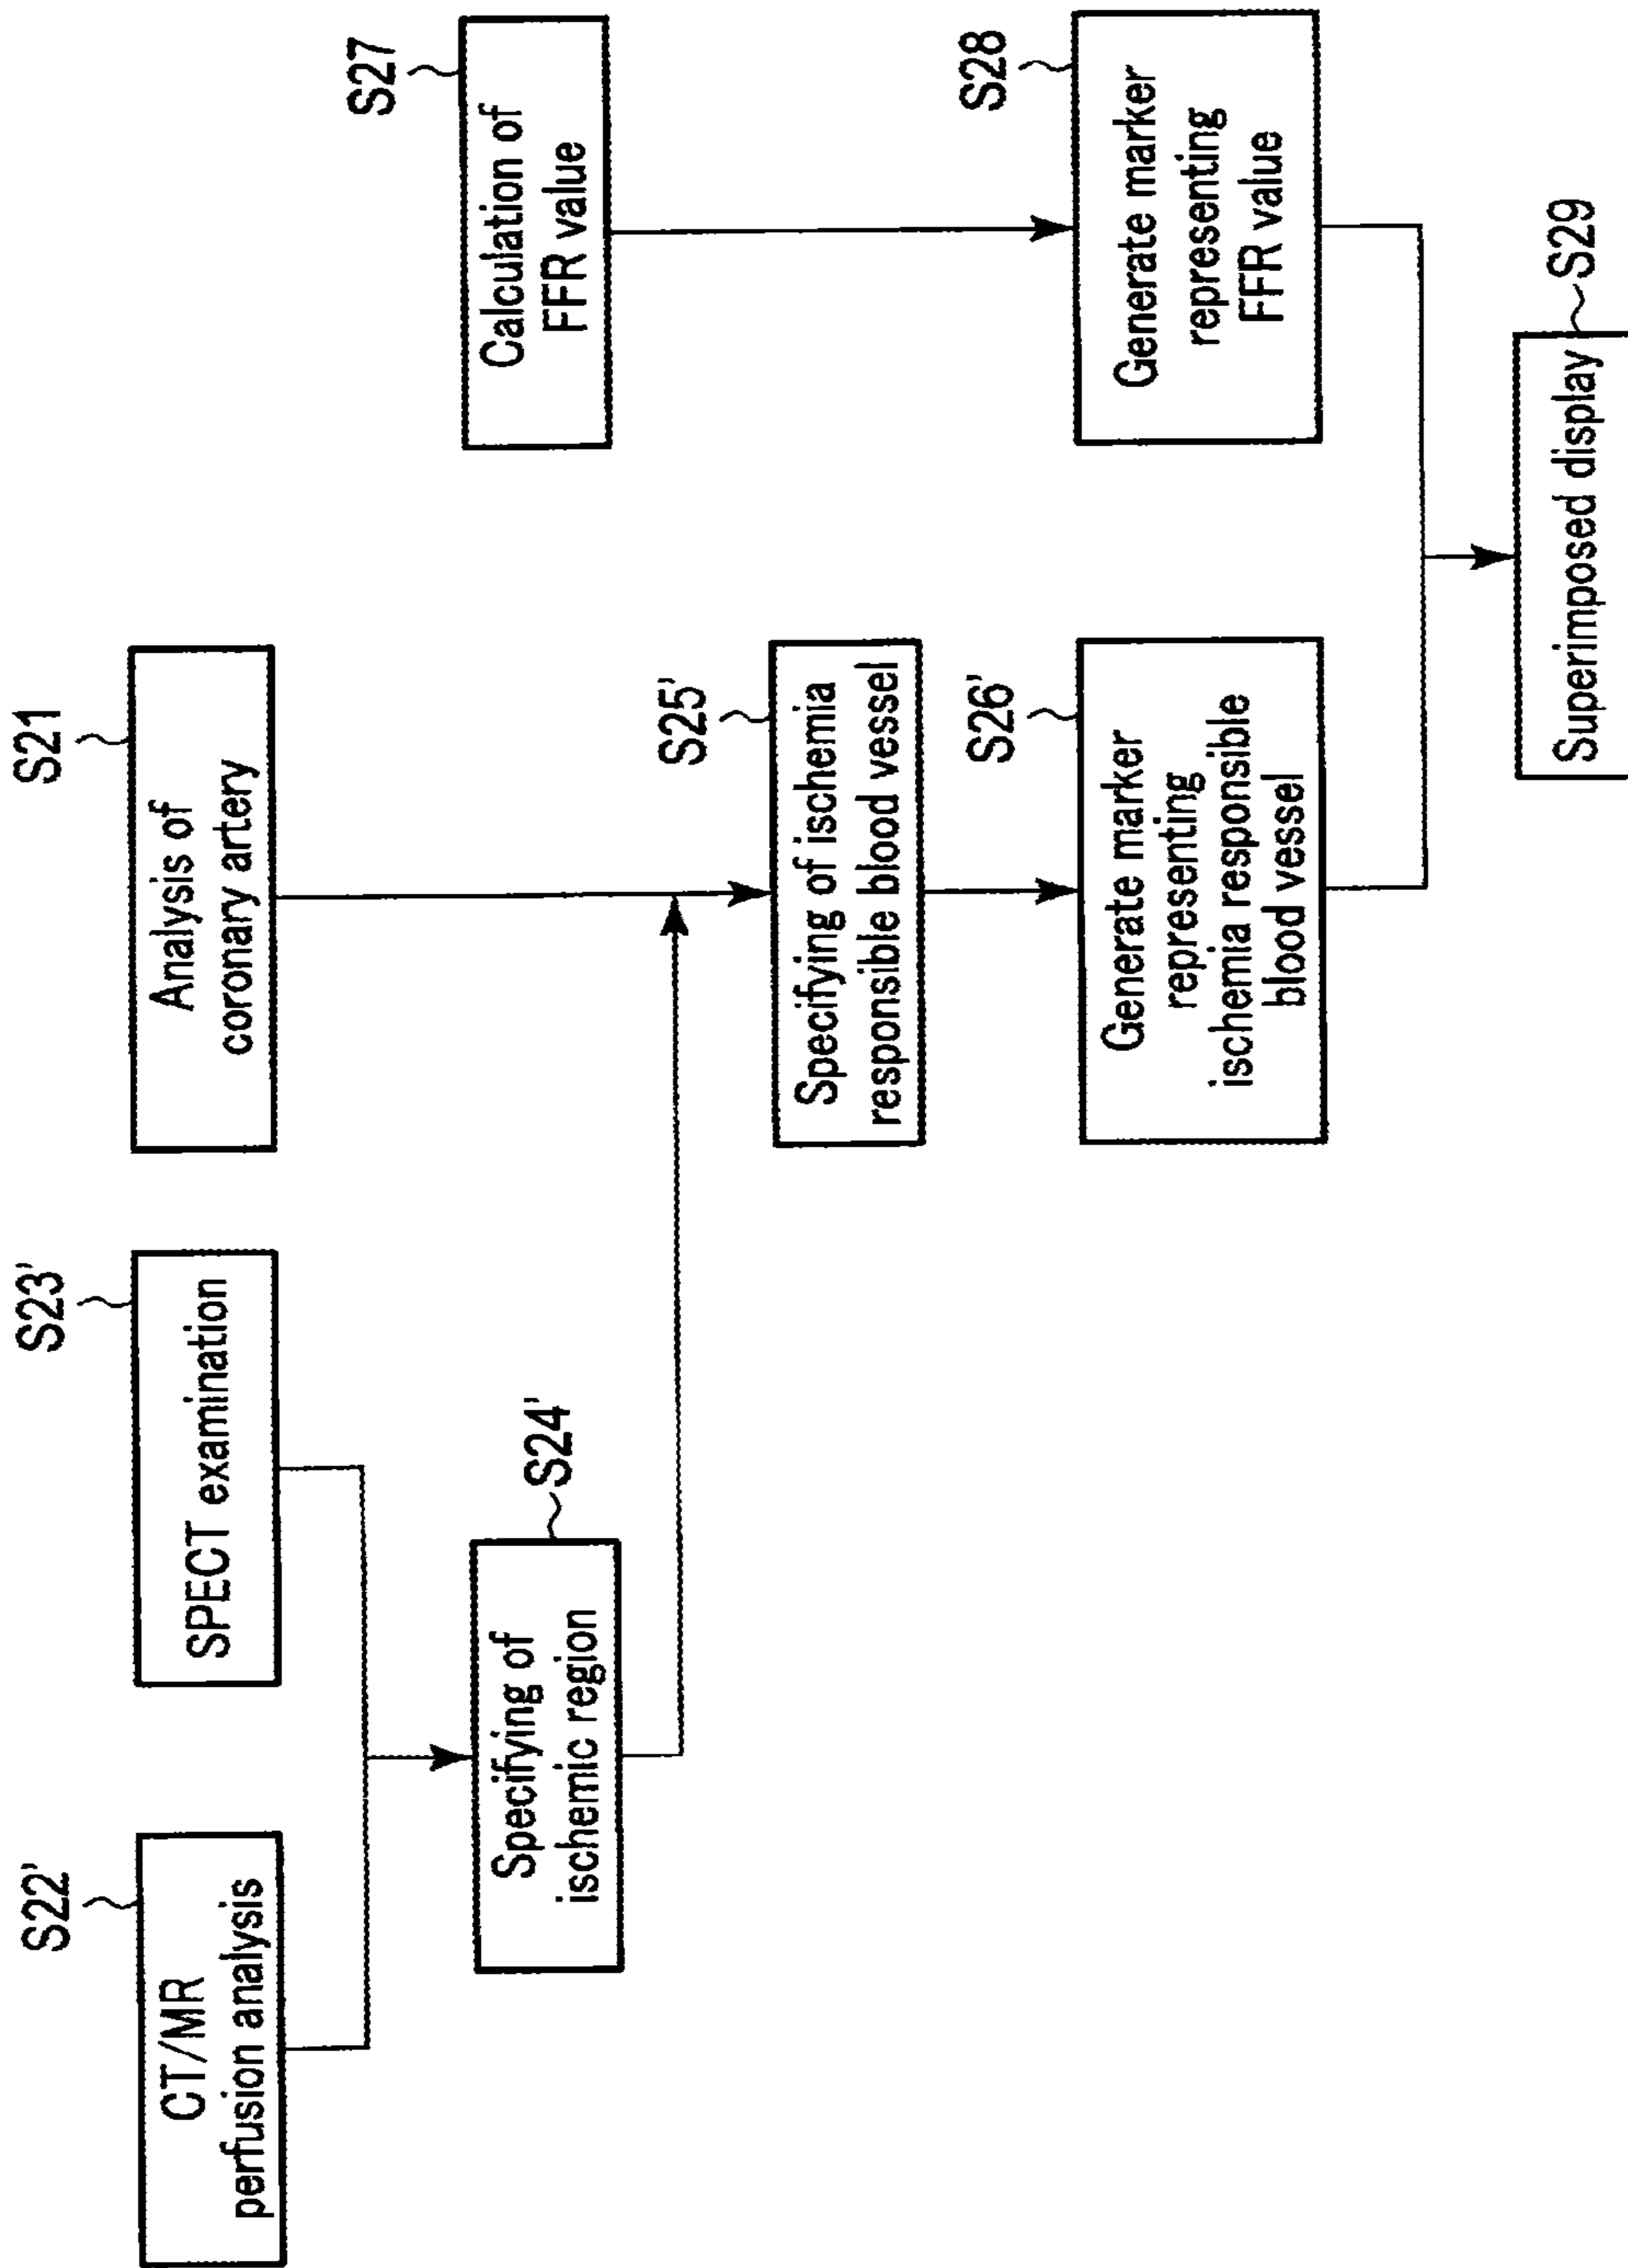 S22'
CT/MR
perfusion analysis
S23'
SPECT examination
S24'
Specifying of
ischemic region
S21
Analysis of
coronary artery
S25'
Specifying of ischemia
responsible blood vessel
S26'
Generate marker
representing
ischemia responsible
blood vessel
S27
Calculation of
FFR value
S28
Generate marker
representing
FFR value
S29
Superimposed display